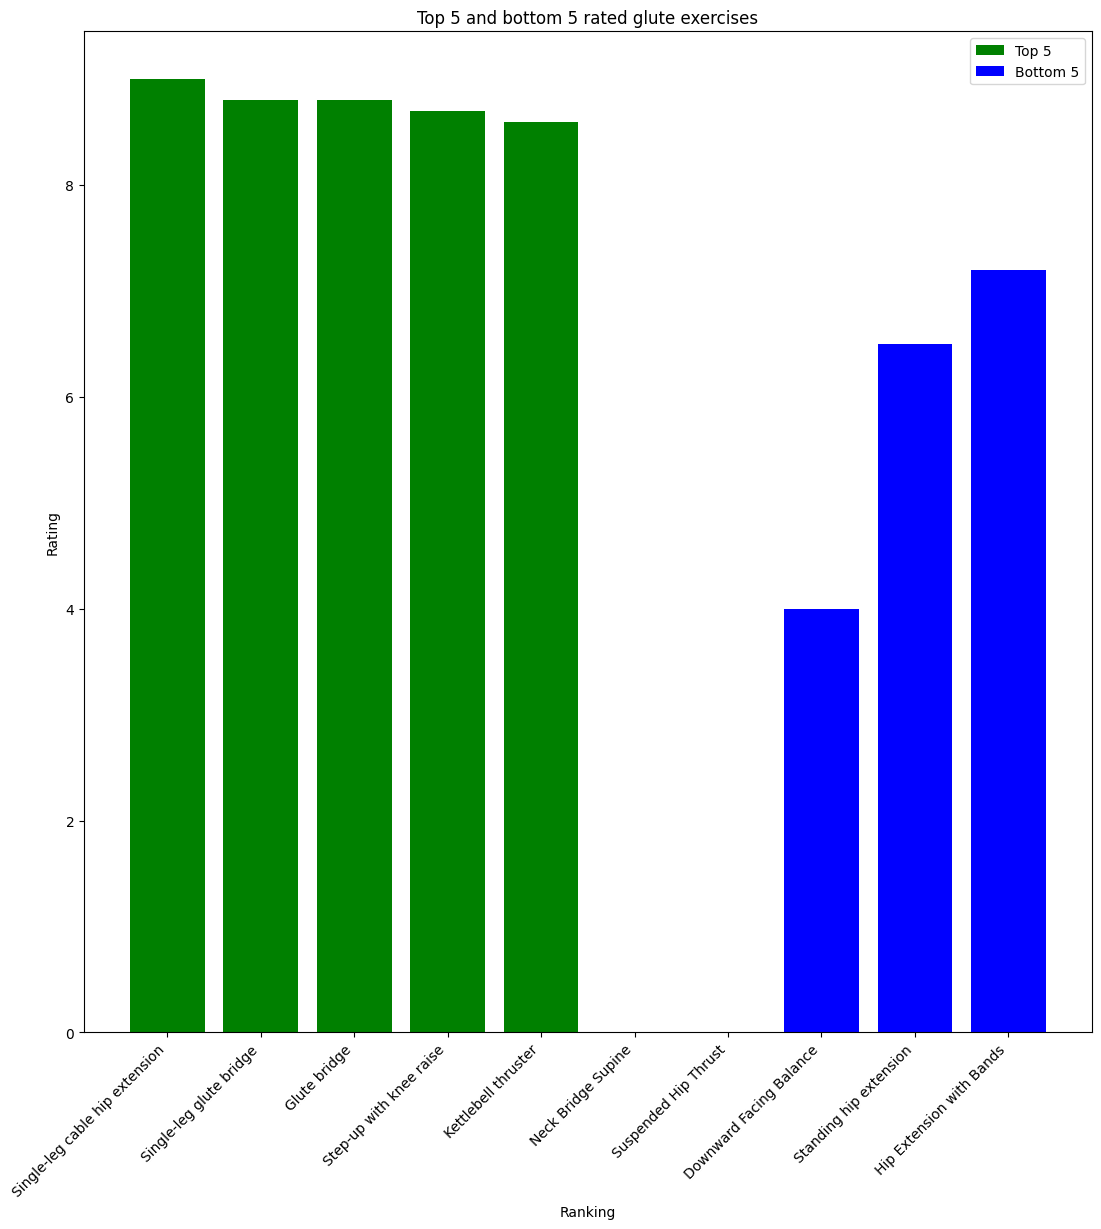 Top 5 and bottom 5 rated glute exercises
Top 5
Bottom 5
Rating
8
6
4
2
0
Single-leg cable hip extension
Single-leg glute bridge
Glute bridge
Step-up with knee raise
Kettlebell thruster
Neck Bridge Supine
Suspended Hip Thrust
Downward Facing Balance
Standing hip extension
Hip Extension with Bands
Ranking